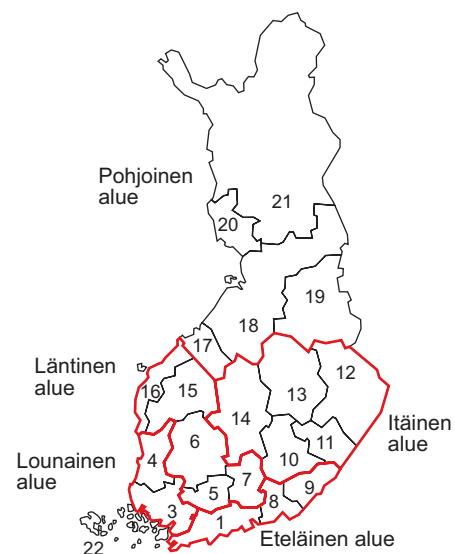 Pohjoinen
alue
21
20
19
18
17
Läntinen
alue
16
15
12
13
14
Itäinen
alue
6
11
Lounainen
alue
4
10
7
9
5
3
8
1
Eteläinen alue
22